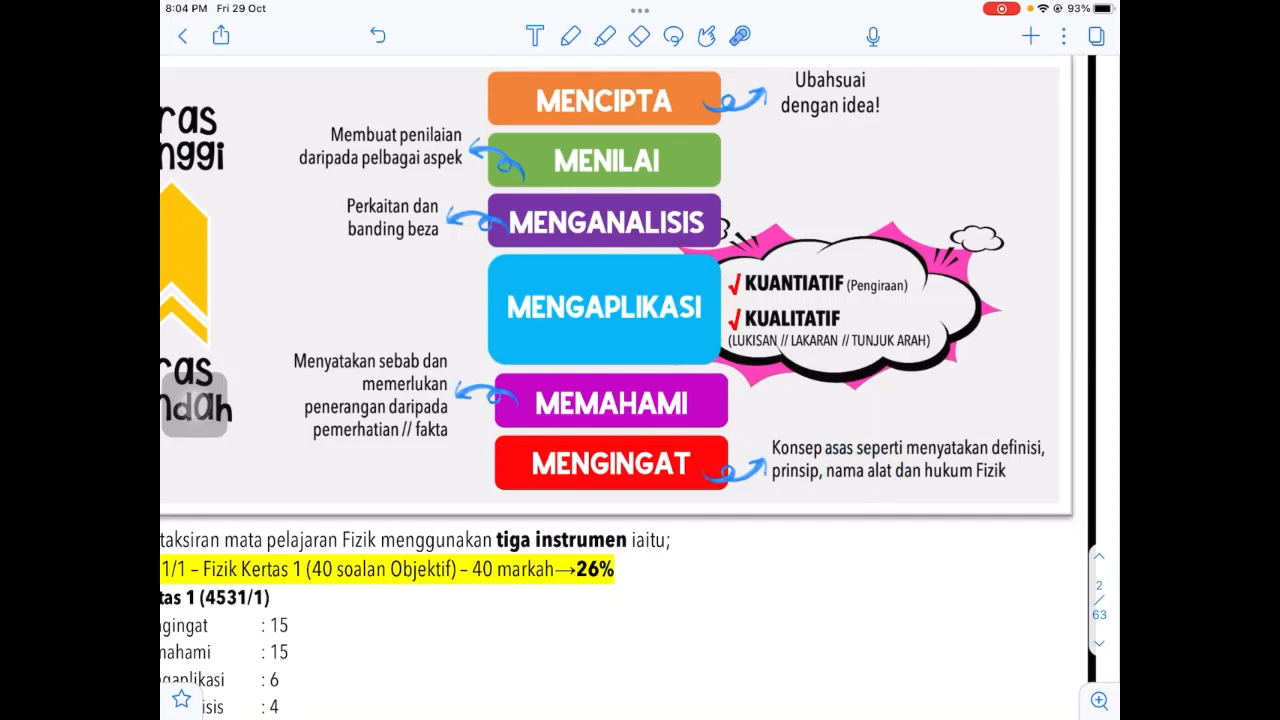 8:04 PM Fri 29 Oct
93%
ras
nggi
MENCIPTA
Ubahsuai
dengan idea!
Membuat penilaian
daripada pelbagai aspek
MENILAI
Perkaitan dan
banding beza
MENGANALISIS
MENGAPLIKASI
√ KUANTIATIF (Pengiraan)
√ KUALITATIF
(LUKISAN // LAKARAN // TUNJUK ARAH)
ras
ndah
Menyatakan sebab dan
memerlukan
penerangan daripada
pemerhatian // fakta
MEMAHAMI
MENGINGAT
Konsep asas seperti menyatakan definisi,
prinsip, nama alat dan hukum Fizik
taksiran mata pelajaran Fizik menggunakan tiga instrumen iaitu;
1/1 – Fizik Kertas 1 (40 soalan Objektif) – 40 markah→26%
tas 1 (4531/1)
ngingat : 15
mahami : 15
ngaplikasi : 6
isis : 4
2
/
63